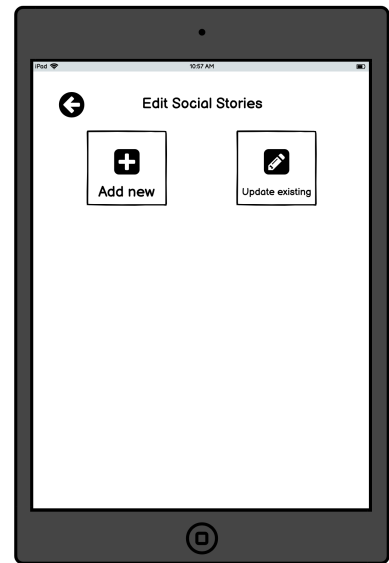 iPad 10:57 AM
Edit Social Stories
Add new
Update existing